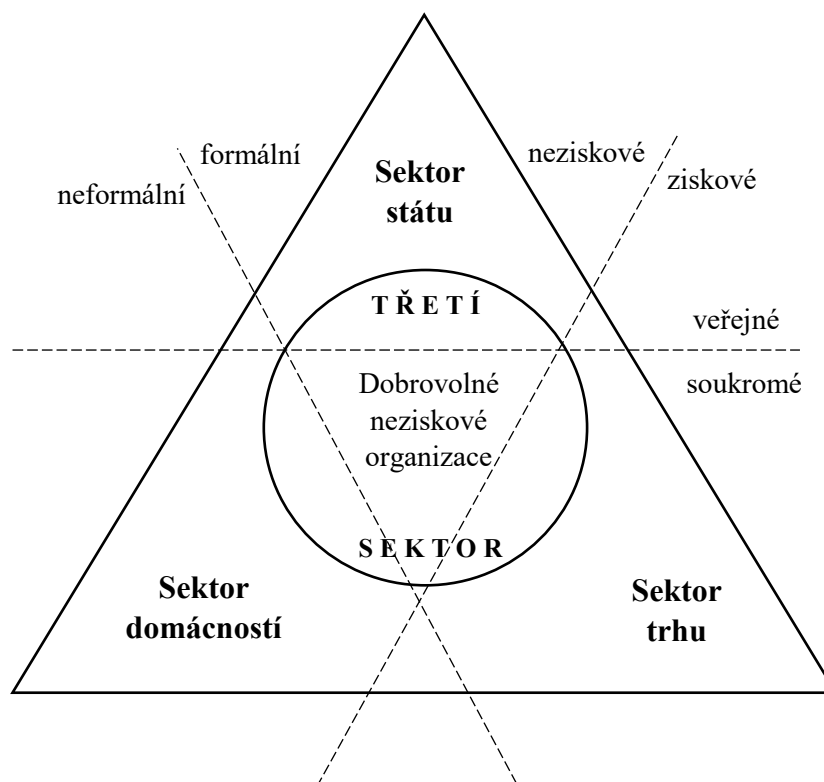 formální
neformální
neziskové
ziskové
Sektor
státu
T Ř E T Í
veřejné
soukromé
Dobrovolné
neziskové
organizace
S E K T O R
Sektor
domácností
Sektor
trhu